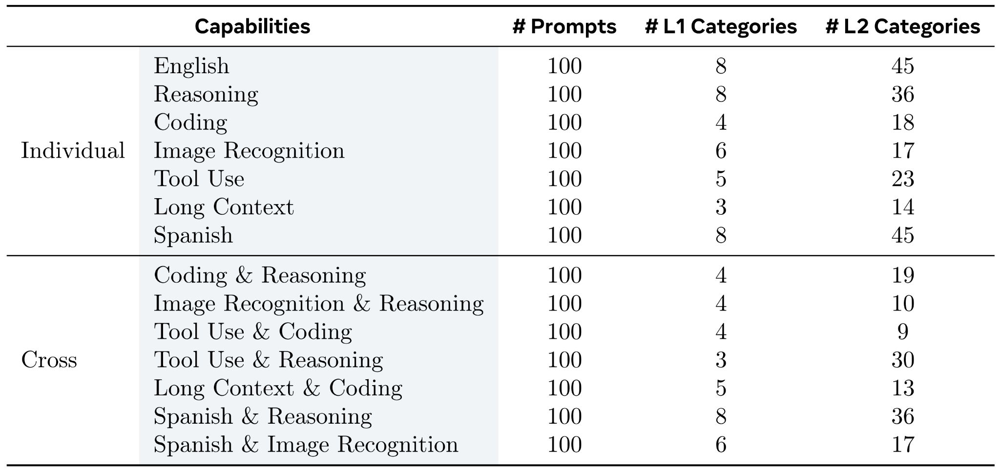 Capabilities # Prompts # L1 Categories # L2 Categories
English 100 8 45
Reasoning 100 8 36
Coding 100 4 18
Individual Image Recognition 100 6 17
Tool Use 100 5 23
Long Context 100 3 14
Spanish 100 8 45
Coding & Reasoning 100 4 19
Image Recognition & Reasoning 100 4 10
Tool Use & Coding 100 4 9
Cross Tool Use & Reasoning 100 3 30
Long Context & Coding 100 5 13
Spanish & Reasoning 100 8 36
Spanish & Image Recognition 100 6 17